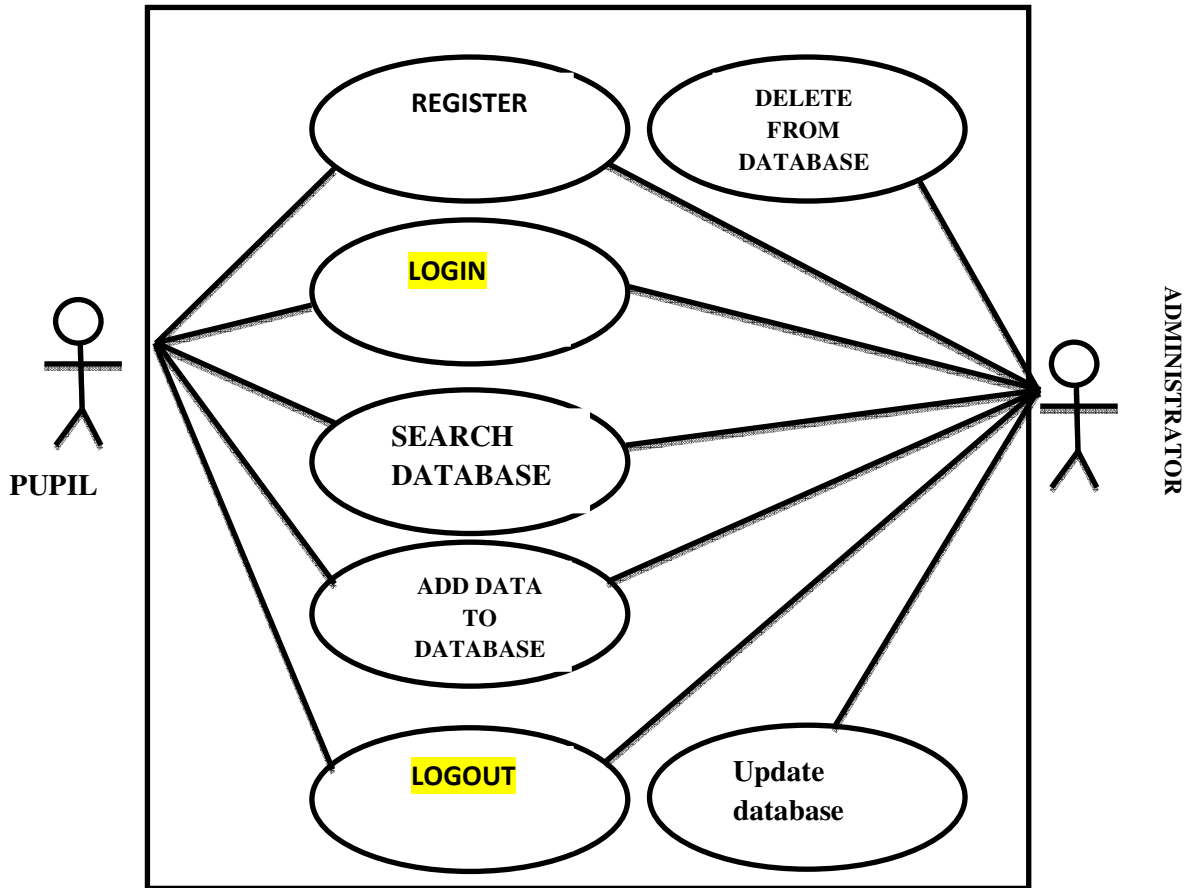 REGISTER
DELETE
FROM
DATABASE
LOGIN
ADMINISTRATOR
SEARCH
DATABASE
PUPIL
ADD DATA
TO
DATABASE
LOGOUT
Update
database